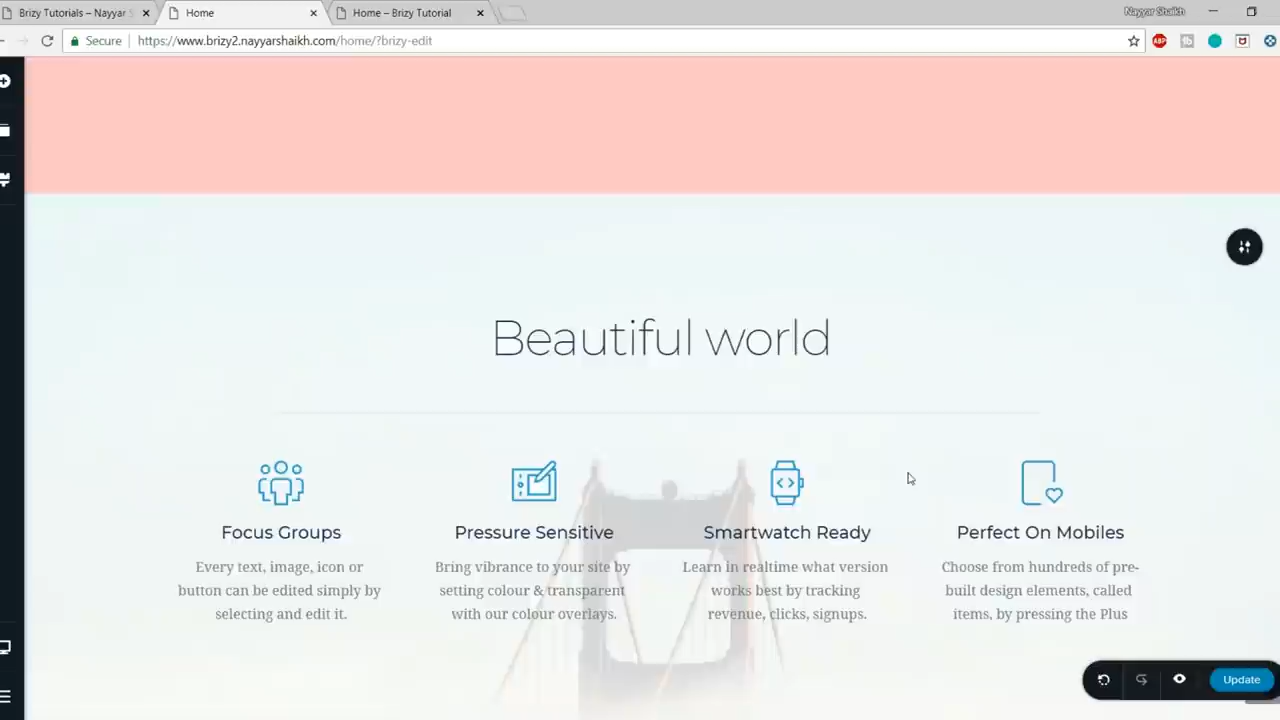 Brizy Tutorials – Nayyar S
Home
Home – Brizy Tutorial
Nayyar Shaikh
Secure
https://www.brizy2.nayyarshaikh.com/home/?brizy-edit
ABP
Beautiful world
Focus Groups
Every text, image, icon or
button can be edited simply by
selecting and edit it.
Pressure Sensitive
Bring vibrance to your site by
setting colour & transparent
with our colour overlays.
Smartwatch Ready
Learn in realtime what version
works best by tracking
revenue, clicks, signups.
Perfect On Mobiles
Choose from hundreds of pre-
built design elements, called
items, by pressing the Plus
Update